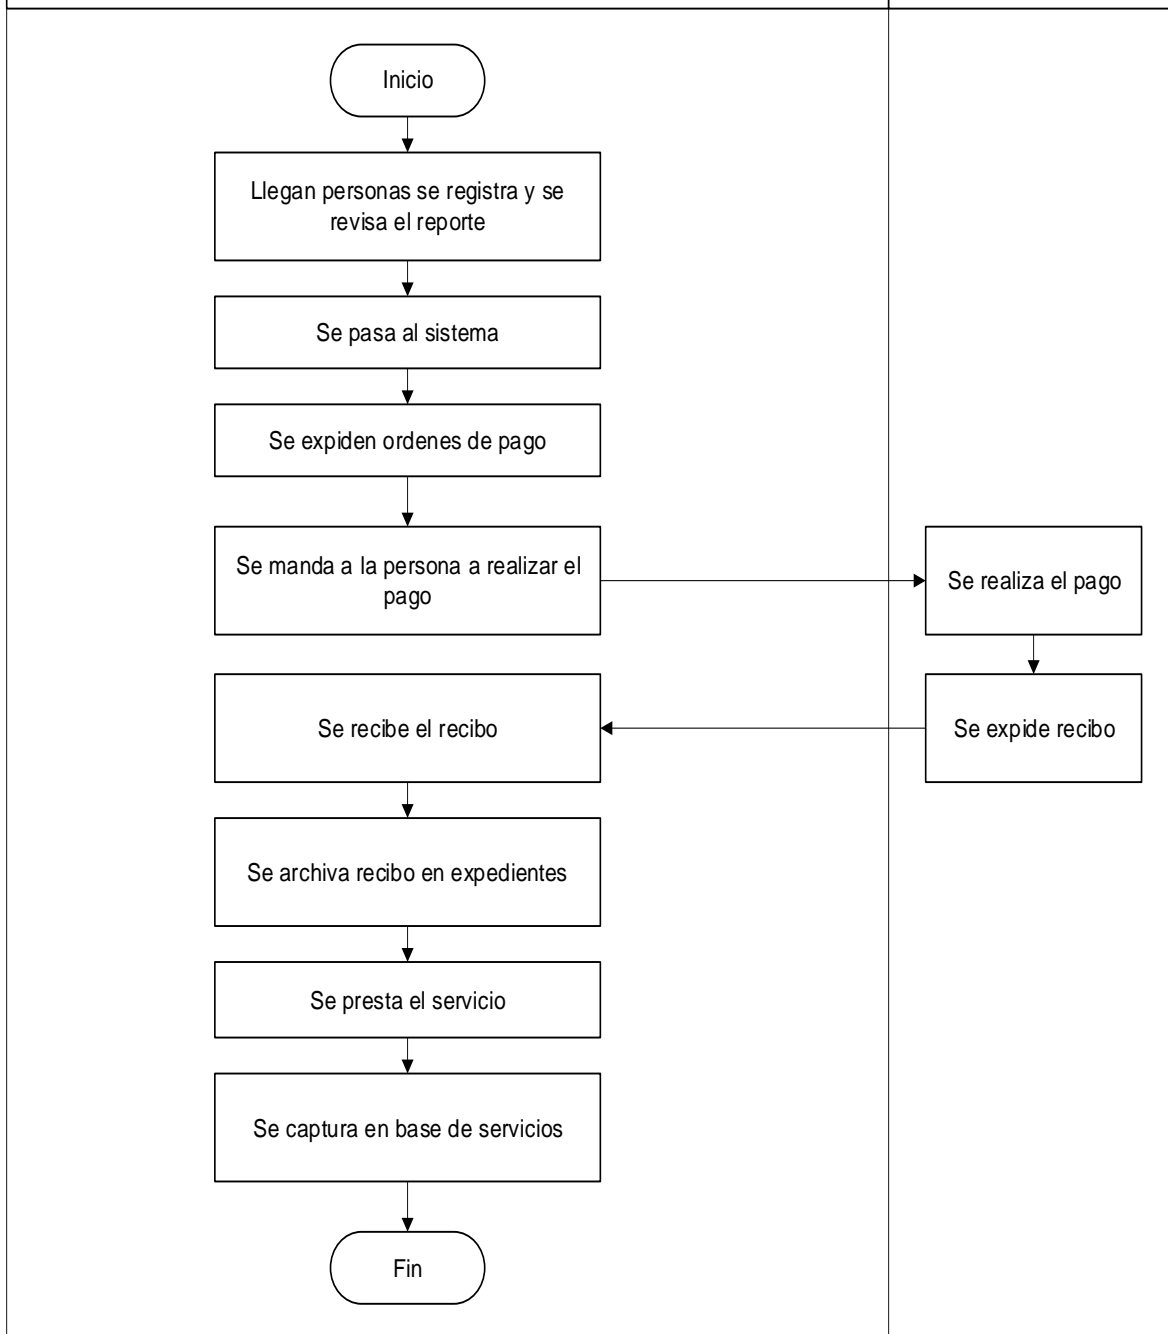 Inicio
Llegan personas se registra y se
revisa el reporte
Se pasa al sistema
Se expiden ordenes de pago
Se manda a la persona a realizar el
pago
Se realiza el pago
Se expide recibo
Se recibe el recibo
Se archiva recibo en expedientes
Se presta el servicio
Se captura en base de servicios
Fin